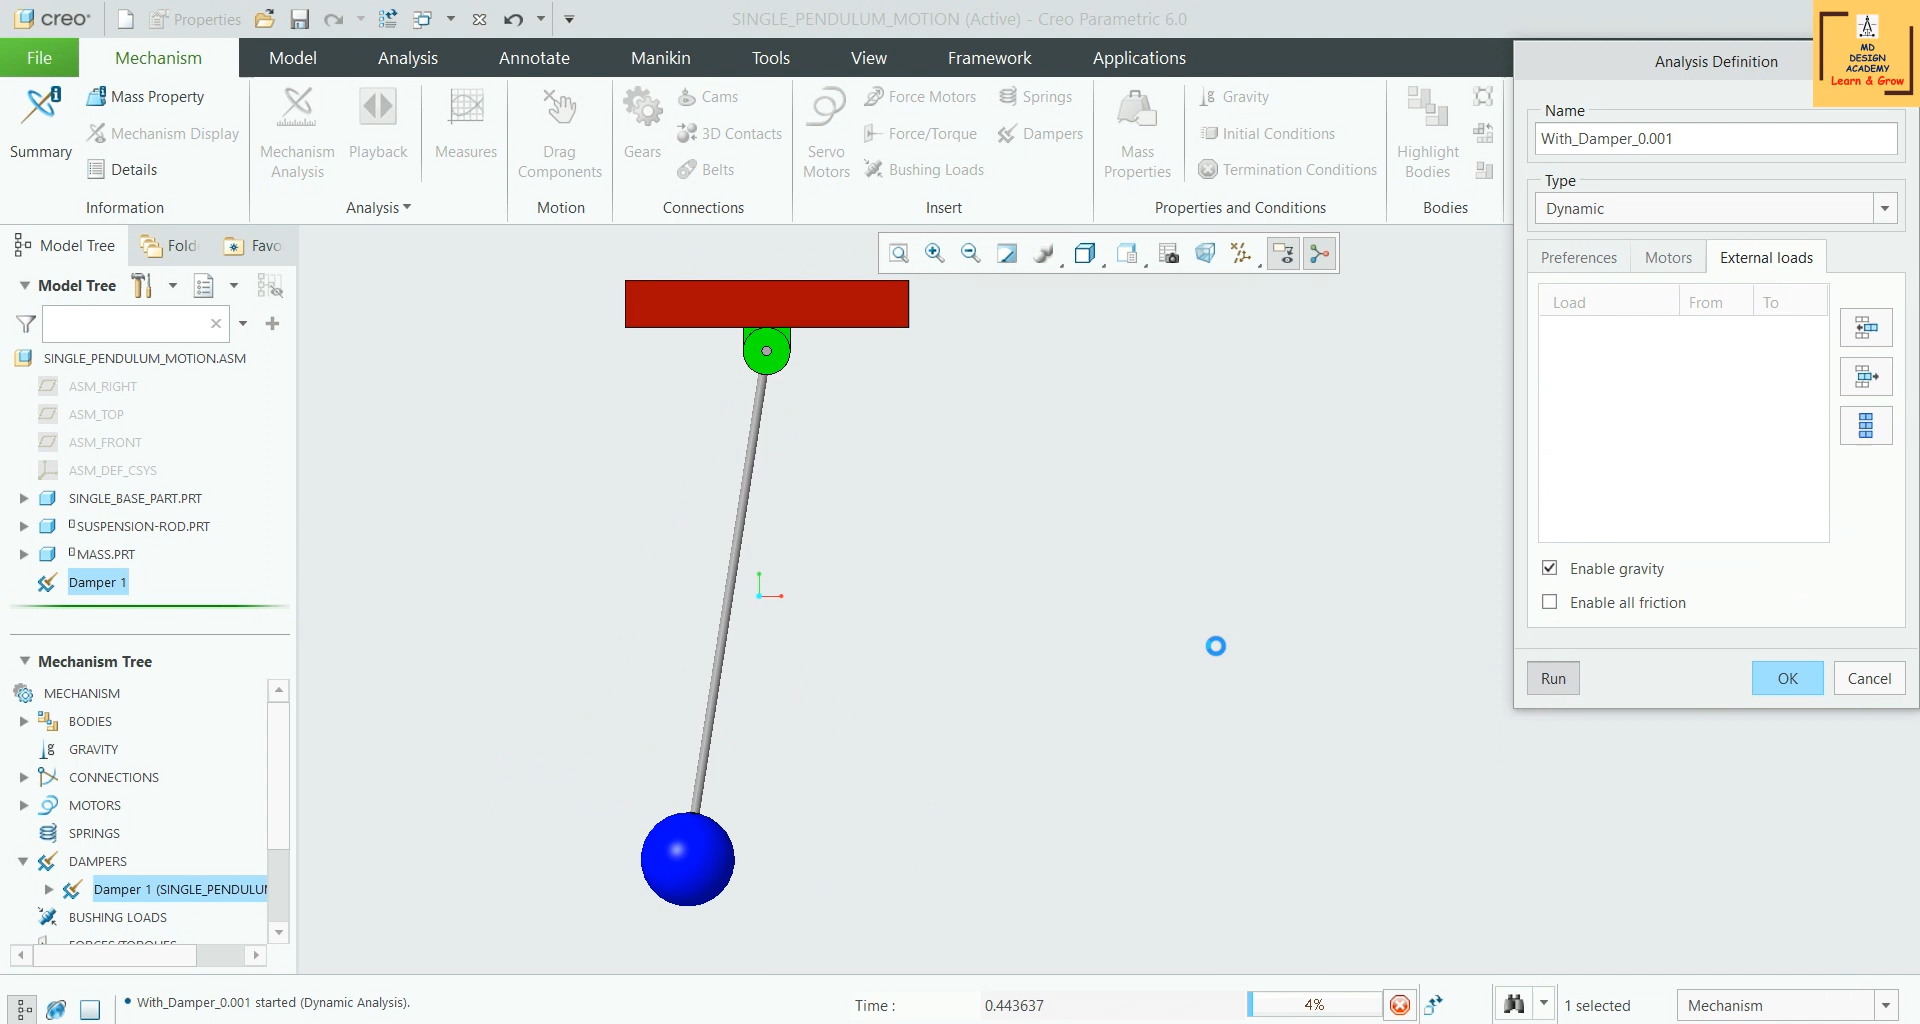 creo
Properties
SINGLE_PENDULUM_MOTION (Active) - Creo Parametric 6.0
MD
DESIGN
ACADEMY
Learn & Grow
File
Mechanism
Model
Analysis
Annotate
Manikin
Tools
View
Framework
Applications
Summary
Mass Property
Mechanism Display
Details
Information
Mechanism
Analysis
Playback
Measures
Analysis
Drag
Components
Motion
Gears
Cams
3D Contacts
Belts
Connections
Servo
Motors
Force Motors
Force/Torque
Bushing Loads
Springs
Dampers
Insert
Mass
Properties
Gravity
Initial Conditions
Termination Conditions
Properties and Conditions
Highlight
Bodies
Bodies
Model Tree
Fold
Favo
Model Tree
SINGLE_PENDULUM_MOTION.ASM
ASM_RIGHT
ASM_TOP
ASM_FRONT
ASM_DEF_CSYS
SINGLE_BASE_PART.PRT
SUSPENSION-ROD.PRT
MASS.PRT
Damper 1
Mechanism Tree
MECHANISM
BODIES
GRAVITY
CONNECTIONS
MOTORS
SPRINGS
DAMPERS
Damper 1 (SINGLE_PENDULUM
BUSHING LOADS
FORCES/TORQUES
Analysis Definition
Name
With_Damper_0.001
Type
Dynamic
Preferences
Motors
External loads
Load
From
To
Enable gravity
Enable all friction
Run
OK
Cancel
With_Damper_0.001 started (Dynamic Analysis).
Time :
0.443637
4%
1 selected
Mechanism